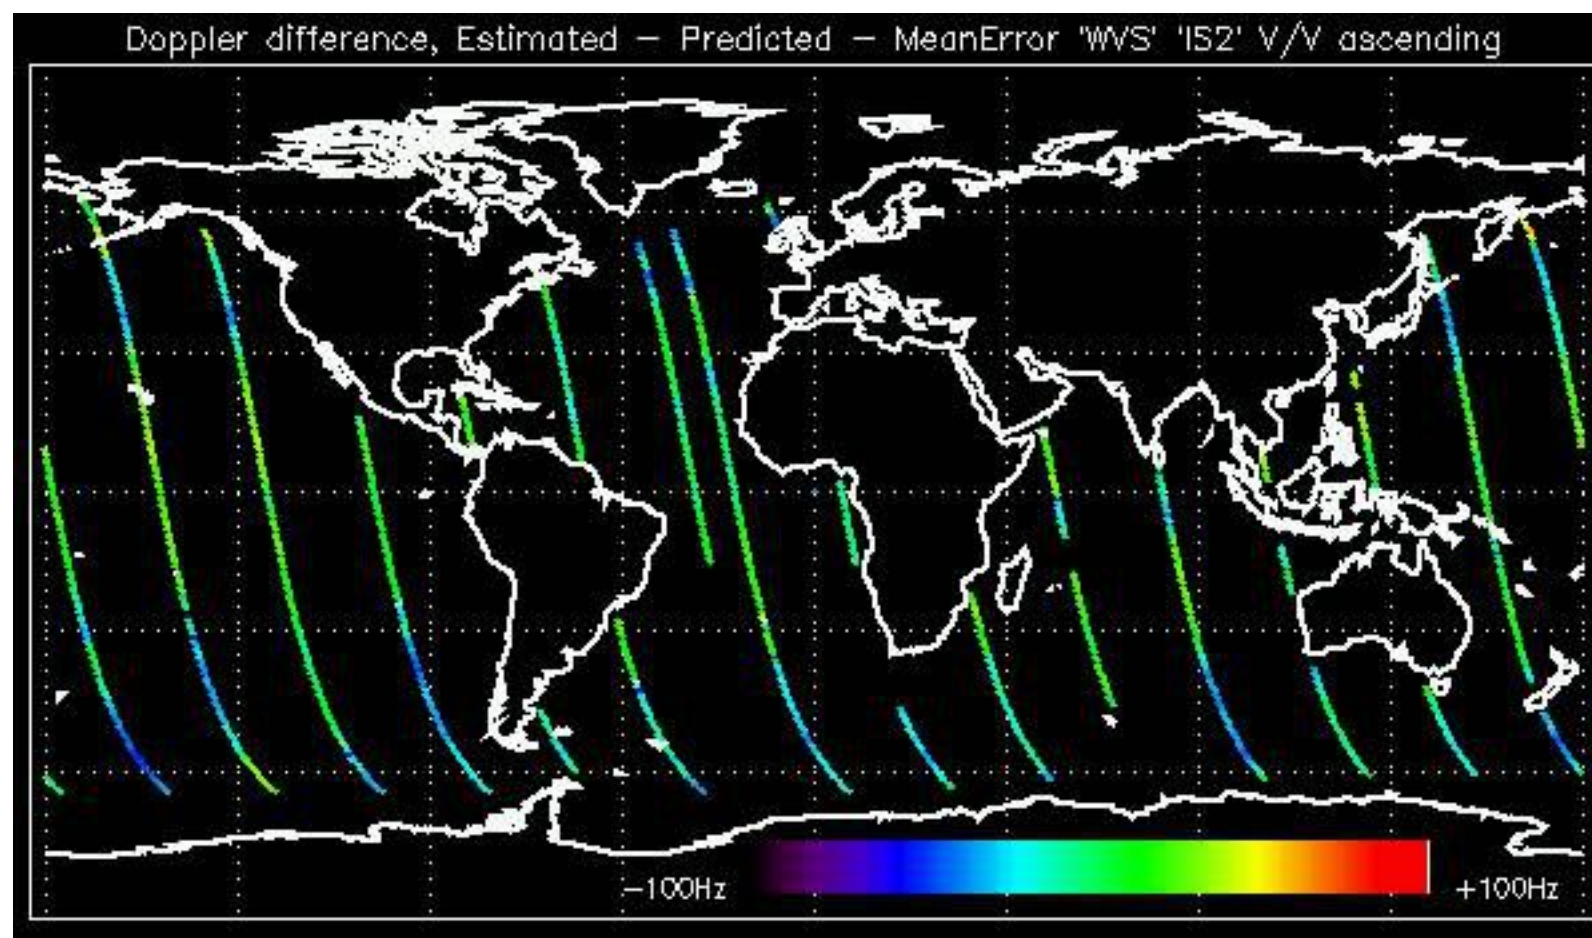 Doppler difference, Estimated – Predicted – MeanError 'WVS' 'IS2' V/V ascending
–100Hz
+100Hz